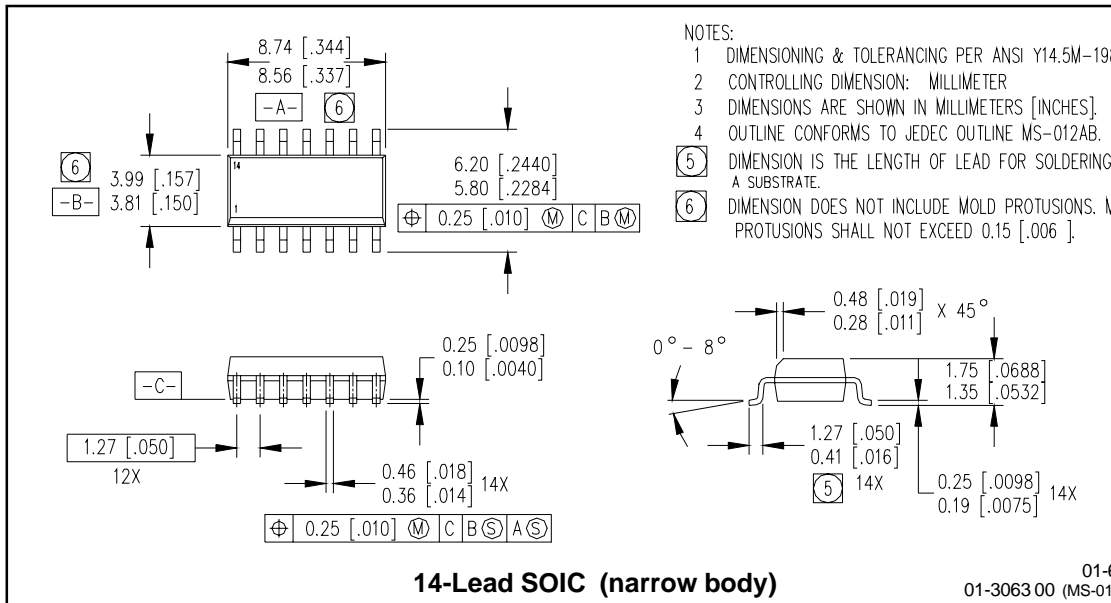 8.74 [.344]
8.56 [.337]
-A- 6
6
3.99 [.157]
3.81 [.150]
-B-
14
1
6.20 [.2440]
5.80 [.2284]
⌖ 0.25 [.010] Ⓜ C B Ⓜ
NOTES:
1 DIMENSIONING & TOLERANCING PER ANSI Y14.5M-198
2 CONTROLLING DIMENSION: MILLIMETER
3 DIMENSIONS ARE SHOWN IN MILLIMETERS [INCHES].
4 OUTLINE CONFORMS TO JEDEC OUTLINE MS-012AB.
5 DIMENSION IS THE LENGTH OF LEAD FOR SOLDERING
A SUBSTRATE.
6 DIMENSION DOES NOT INCLUDE MOLD PROTUSIONS. M
PROTUSIONS SHALL NOT EXCEED 0.15 [.006 ].
-C-
0.25 [.0098]
0.10 [.0040]
1.27 [.050]
12X
0.46 [.018]
0.36 [.014] 14X
⌖ 0.25 [.010] Ⓜ C B Ⓢ A Ⓢ
0.48 [.019]
0.28 [.011] X 45°
0° - 8°
1.75 [.0688]
1.35 [.0532]
1.27 [.050]
0.41 [.016]
5 14X
0.25 [.0098]
0.19 [.0075] 14X
14-Lead SOIC (narrow body)
01-6
01-3063 00 (MS-01